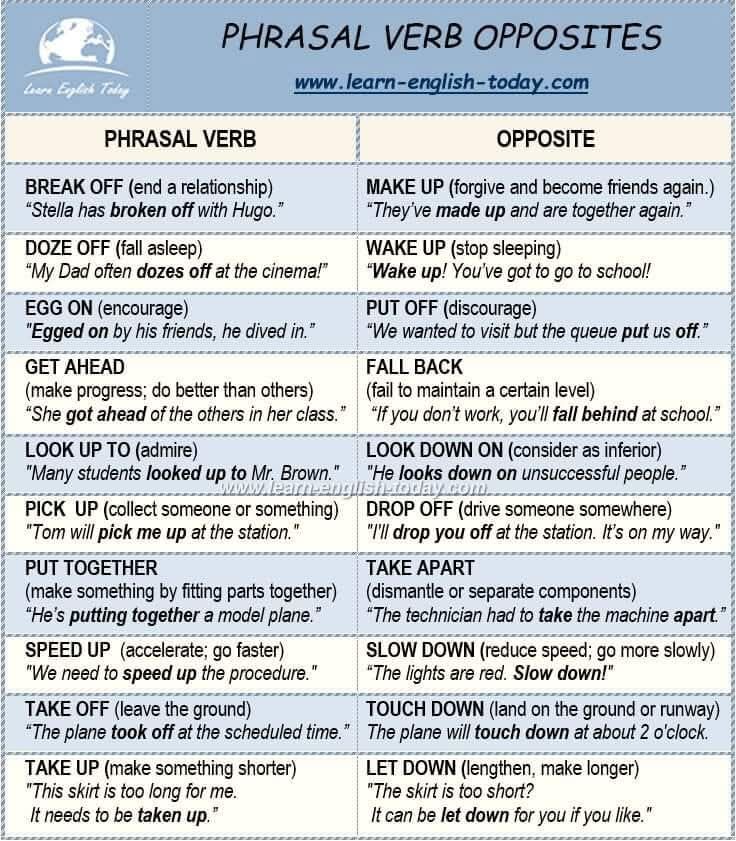 Learn English Today
PHRASAL VERB OPPOSITES
www.learn-english-today.com
PHRASAL VERB
OPPOSITE
BREAK OFF (end a relationship)
“Stella has broken off with Hugo.”
MAKE UP (forgive and become friends again.)
“They’ve made up and are together again.”
DOZE OFF (fall asleep)
“My Dad often dozes off at the cinema!”
WAKE UP (stop sleeping)
“Wake up! You’ve got to go to school!
EGG ON (encourage)
"Egged on by his friends, he dived in.”
PUT OFF (discourage)
“We wanted to visit but the queue put us off.”
GET AHEAD
(make progress; do better than others)
“She got ahead of the others in her class.”
FALL BACK
(fail to maintain a certain level)
“If you don’t work, you’ll fall behind at school.”
LOOK UP TO (admire)
"Many students looked up to Mr. Brown."
LOOK DOWN ON (consider as inferior)
"He looks down on unsuccessful people.”
www.learn-english-today.com
PICK UP (collect someone or something)
"Tom will pick me up at the station."
DROP OFF (drive someone somewhere)
"I'll drop you off at the station. It’s on my way."
PUT TOGETHER
(make something by fitting parts together)
“He’s putting together a model plane.”
TAKE APART
(dismantle or separate components)
“The technician had to take the machine apart.”
SPEED UP (accelerate; go faster)
"We need to speed up the procedure."
SLOW DOWN (reduce speed; go more slowly)
“The lights are red. Slow down!"
TAKE OFF (leave the ground)
“The plane took off at the scheduled time.”
TOUCH DOWN (land on the ground or runway)
The plane will touch down at about 2 o'clock.
TAKE UP (make something shorter)
"This skirt is too long for me.
It needs to be taken up.”
LET DOWN (lengthen, make longer)
"The skirt is too short?
It can be let down for you if you like."